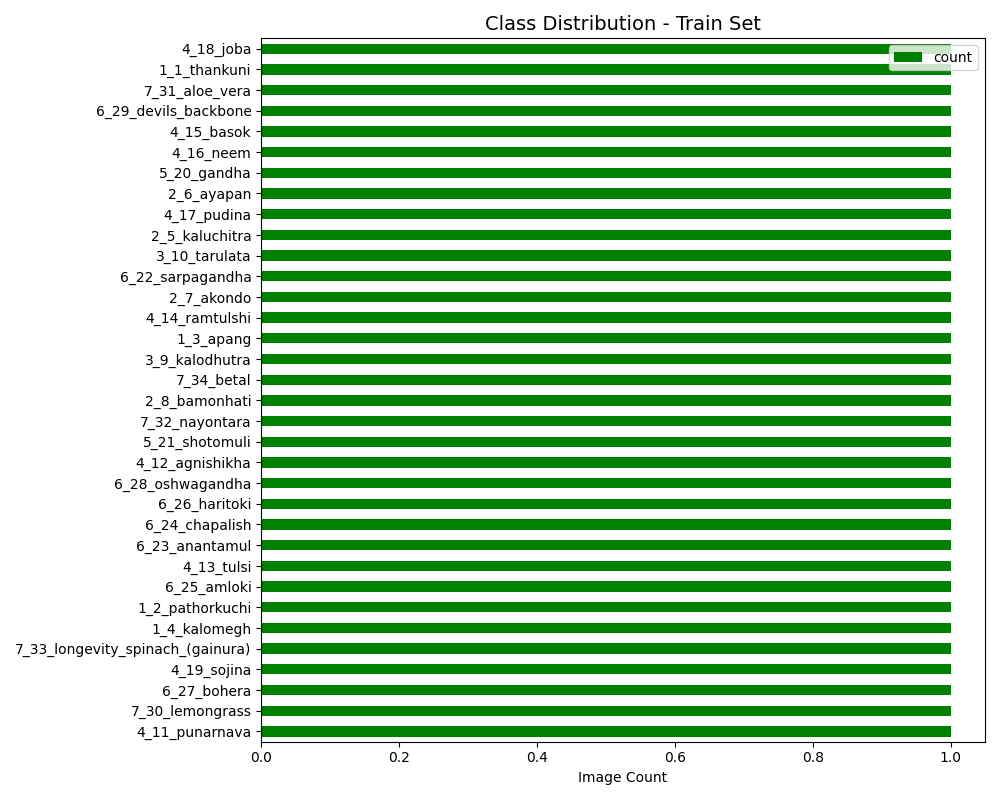 Class Distribution - Train Set
count
4_18_joba
1_1_thankuni
7_31_aloe_vera
6_29_devils_backbone
4_15_basok
4_16_neem
5_20_gandha
2_6_ayapan
4_17_pudina
2_5_kaluchitra
3_10_tarulata
6_22_sarpagandha
2_7_akondo
4_14_ramtulshi
1_3_apang
3_9_kalodhutra
7_34_betal
2_8_bamonhati
7_32_nayontara
5_21_shotomuli
4_12_agnishikha
6_28_oshwagandha
6_26_haritoki
6_24_chapalish
6_23_anantamul
4_13_tulsi
6_25_amloki
1_2_pathorkuchi
1_4_kalomegh
7_33_longevity_spinach_(gainura)
4_19_sojina
6_27_bohera
7_30_lemongrass
4_11_punarnava
0.0 0.2 0.4 0.6 0.8 1.0
Image Count